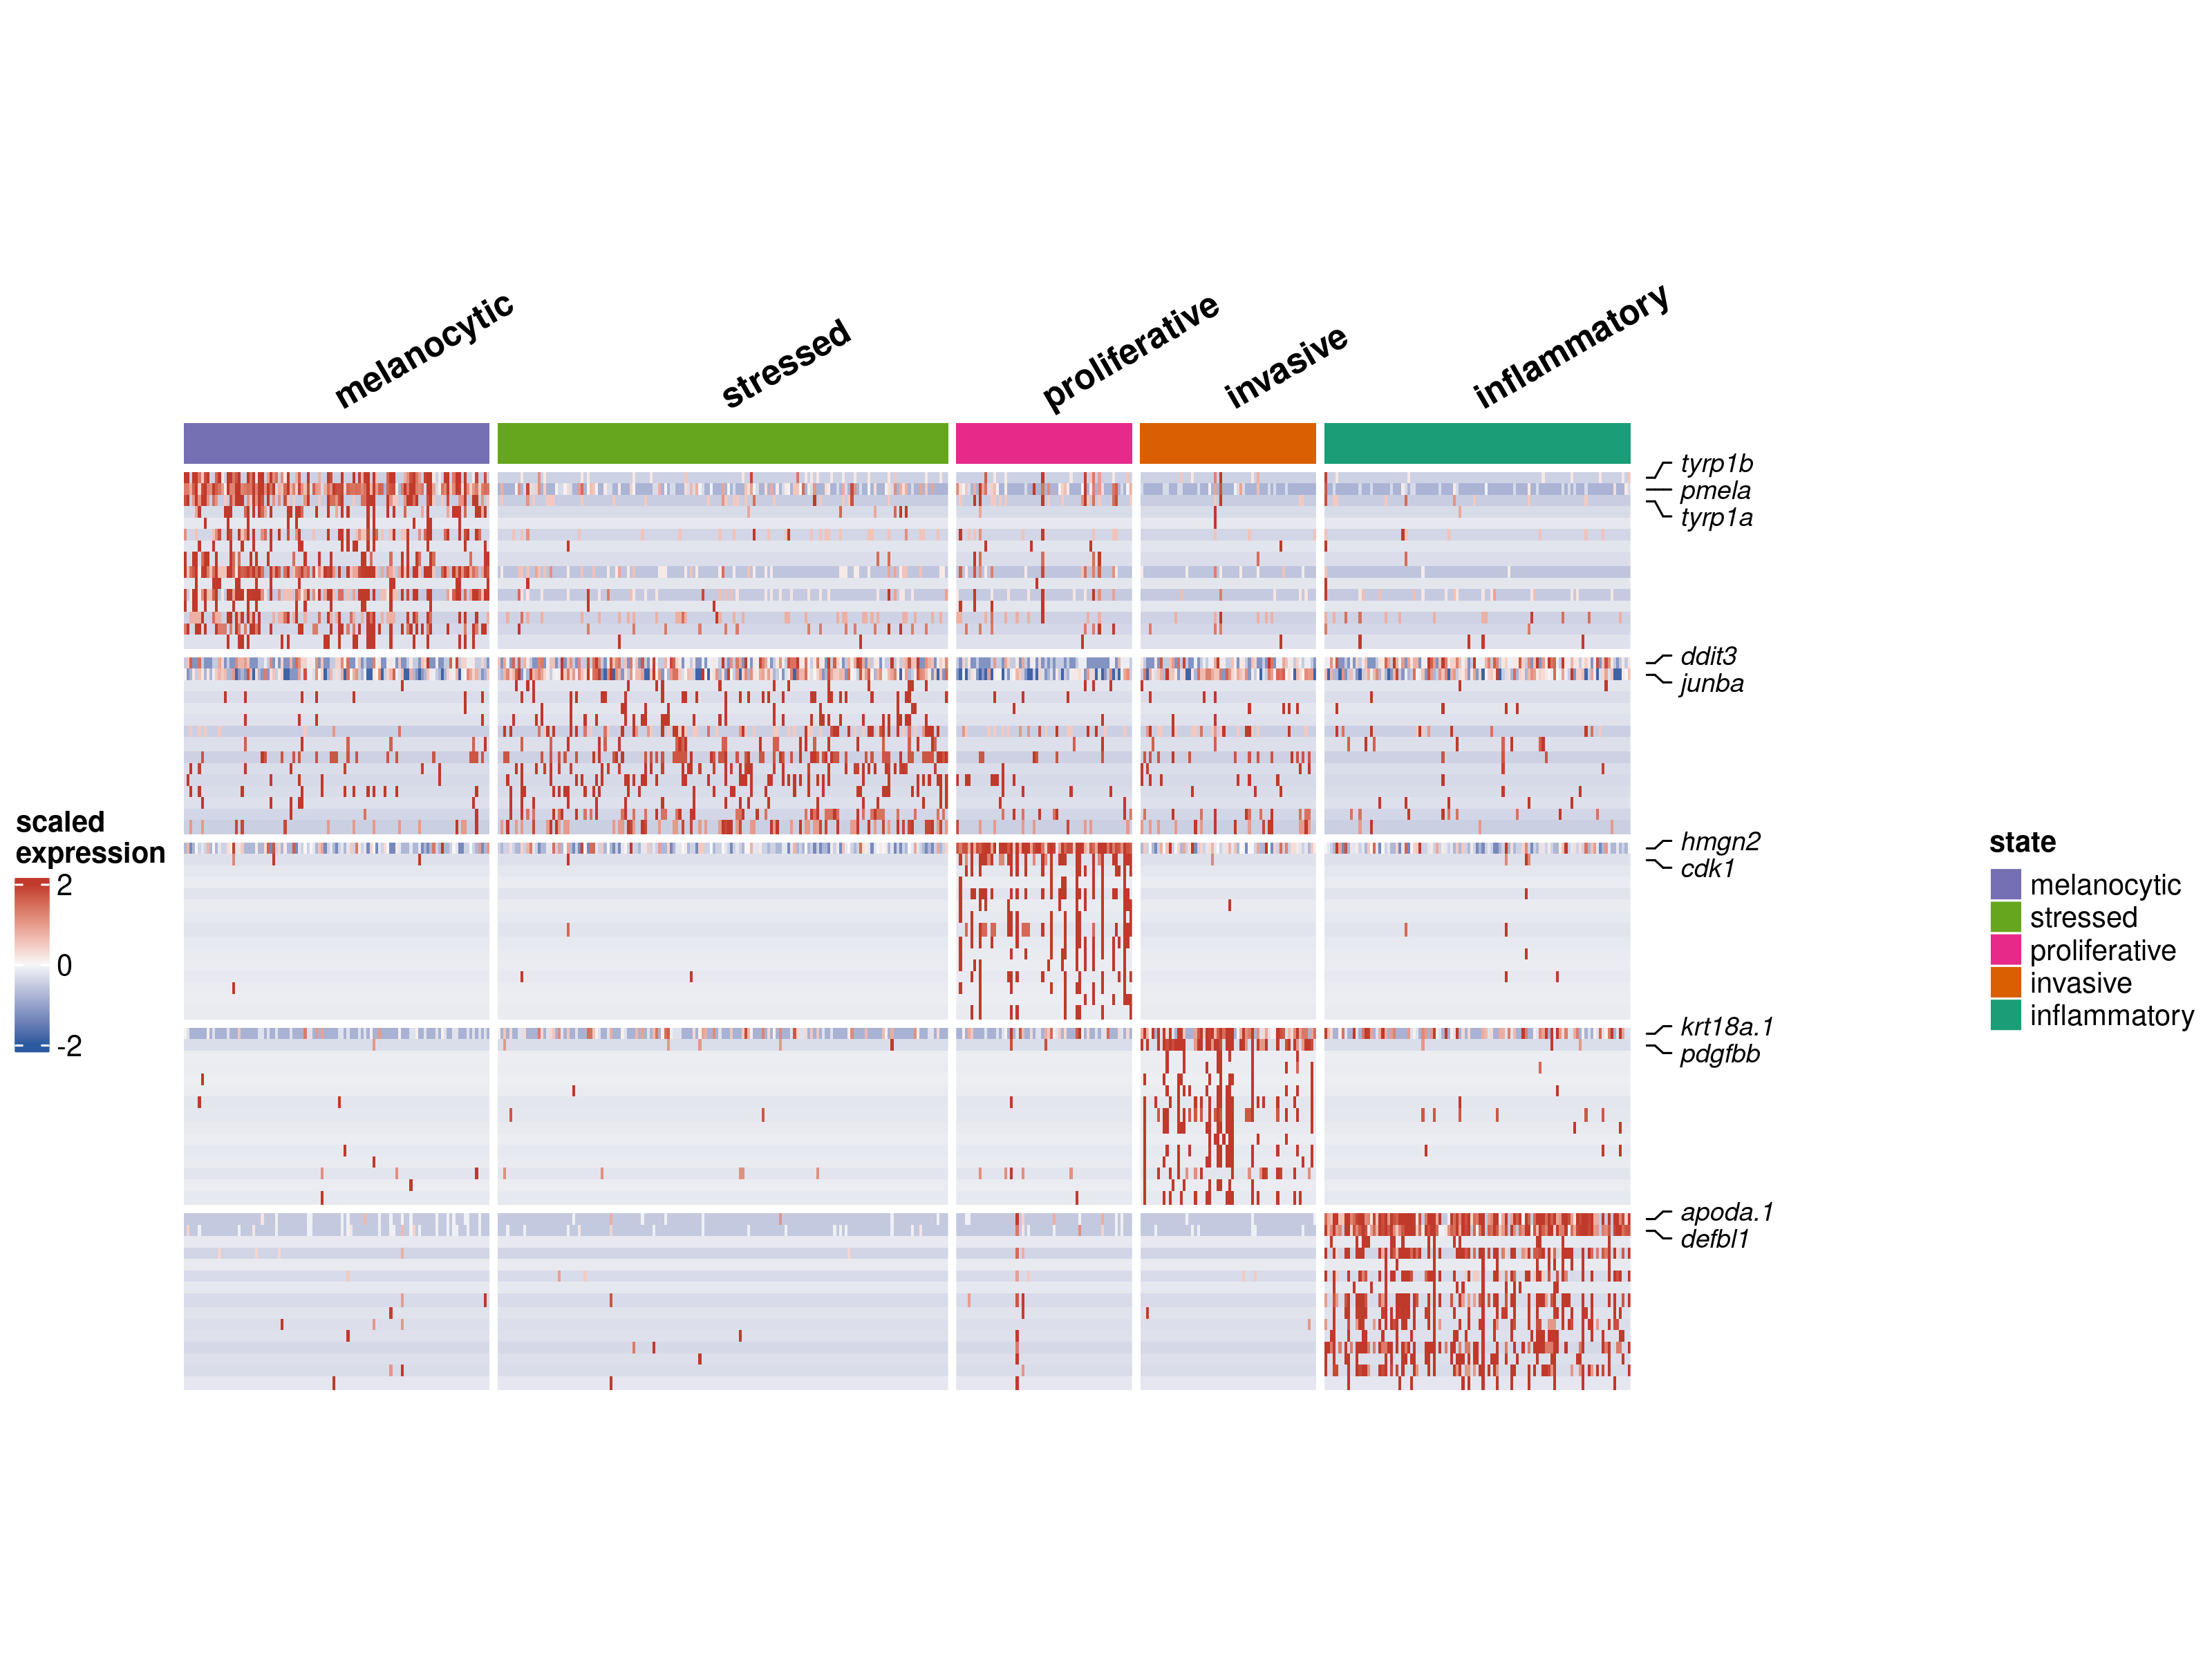 melanocytic
stressed
proliferative
invasive
inflammatory
tyrp1b
pmela
tyrp1a
ddit3
junba
hmgn2
cdk1
krt18a.1
pdgfbb
apoda.1
defbl1
scaled
expression
2
0
-2
state
melanocytic
stressed
proliferative
invasive
inflammatory